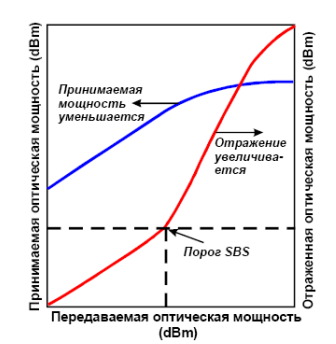 Принимаемая оптическая мощность (dBm)
Принимаемая
мощность
уменьшается
Отражение
увеличива-
ется
Порог SBS
Отраженная оптическая мощность (dBm)
Передаваемая оптическая мощность
(dBm)